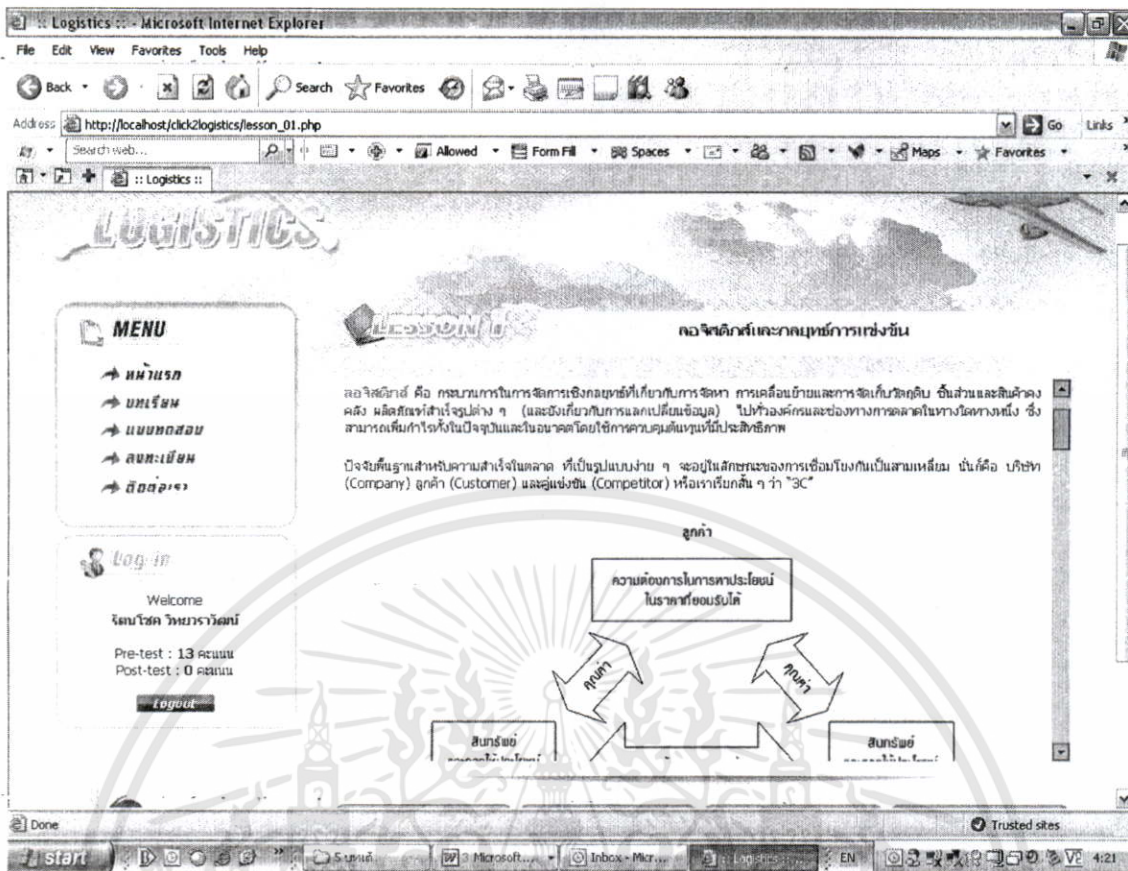 :: Logistics :: - Microsoft Internet Explorer
File Edit View Favorites Tools Help
Back Search Favorites
Address http://localhost/click2logistics/lesson_01.php Go Links
Search web... Allowed Form Fill Spaces Maps Favorites
:: Logistics ::
LOGISTICS
MENU
หน้าแรก
บทเรียน
แบบทดสอบ
ลงทะเบียน
ติดต่อเรา
Log-in
Welcome
รัตนโชค วิทยาราวัฒน์
Pre-test : 13 คะแนน
Post-test : 0 คะแนน
Logout
LESSON 1
ลอจิสติกส์และกลยุทธ์การแข่งขัน
ลอจิสติกส์ คือ กระบวนการในการจัดการเชิงกลยุทธ์ที่เกี่ยวกับการจัดหา การเคลื่อนย้ายและการจัดเก็บวัตถุดิบ ชิ้นส่วนและสินค้าคง
คลัง ผลิตภัณฑ์สำเร็จรูปต่าง ๆ (และยังเกี่ยวกับการแลกเปลี่ยนข้อมูล) ไปทั่วองค์กรและช่องทางการตลาดในทางใดทางหนึ่ง ซึ่ง
สามารถเพิ่มกำไรทั้งในปัจจุบันและในอนาคตโดยใช้การควบคุมต้นทุนที่มีประสิทธิภาพ
ปัจจัยพื้นฐานสำหรับความสำเร็จในตลาด ที่เป็นรูปแบบง่าย ๆ จะอยู่ในลักษณะของการเชื่อมโยงกันเป็นสามเหลี่ยม นั่นก็คือ บริษัท
(Company) ลูกค้า (Customer) และคู่แข่งขัน (Competitor) หรือเราเรียกสั้น ๆ ว่า "3C"
ลูกค้า
ความต้องการในการหาประโยชน์
ในราคาที่ยอมรับได้
คุณค่า
คุณค่า
สินทรัพย์
สินทรัพย์
Done Trusted sites
start 3 Microsoft... Inbox - Micr... :: Logistics :: ... EN 4:21